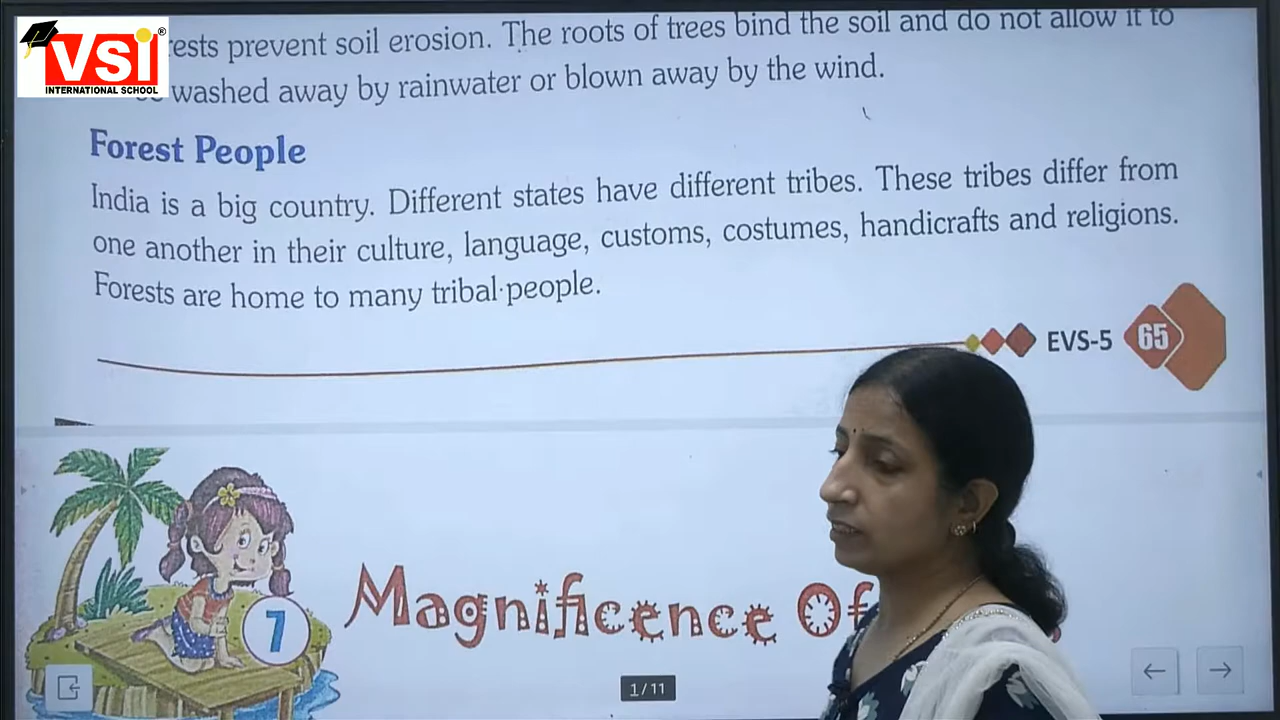 VSI
INTERNATIONAL SCHOOL
prevent soil erosion. The roots of trees bind the soil and do not allow it to
washed away by rainwater or blown away by the wind.
Forest People
India is a big country. Different states have different tribes. These tribes differ from
one another in their culture, language, customs, costumes, handicrafts and religions.
Forests are home to many tribal people.
EVS-5 65
7
Magnificence Of
1/11